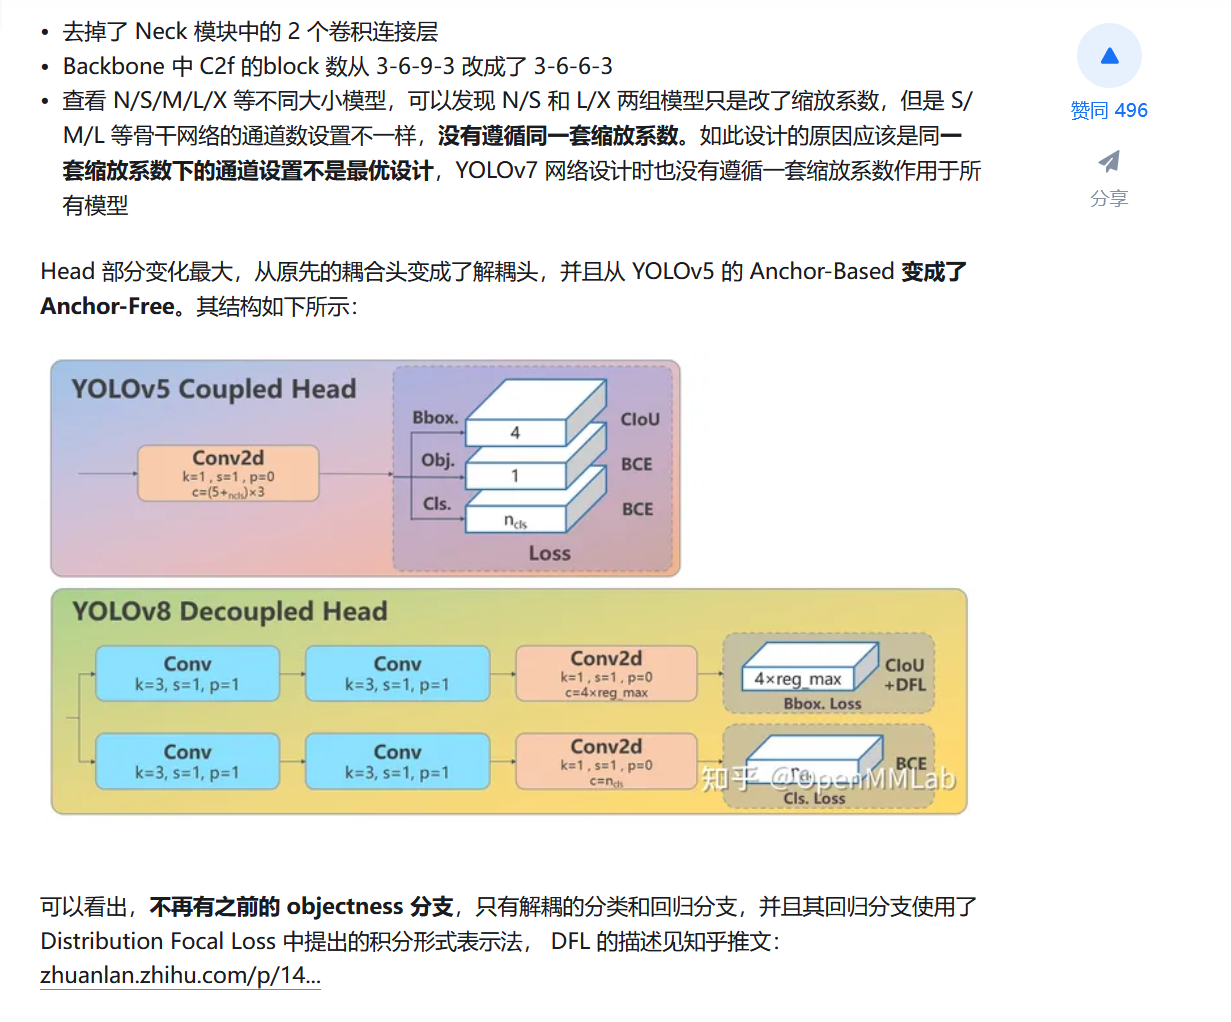 • 去掉了 Neck 模块中的 2 个卷积连接层
• Backbone 中 C2f 的block 数从 3-6-9-3 改成了 3-6-6-3
• 查看 N/S/M/L/X 等不同大小模型，可以发现 N/S 和 L/X 两组模型只是改了缩放系数，但是 S/
M/L 等骨干网络的通道数设置不一样，没有遵循同一套缩放系数。如此设计的原因应该是同一
套缩放系数下的通道设置不是最优设计，YOLOv7 网络设计时也没有遵循一套缩放系数作用于所
有模型
赞同 496
分享
Head 部分变化最大，从原先的耦合头变成了解耦头，并且从 YOLOv5 的 Anchor-Based 变成了
Anchor-Free。其结构如下所示：
YOLOv5 Coupled Head
Conv2d
k=1 , s=1 , p=0
c=(5+ncls)×3
Bbox.
4
CIoU
Obj.
1
BCE
Cls.
ncls
BCE
Loss
YOLOv8 Decoupled Head
Conv
k=3, s=1, p=1
Conv
k=3, s=1, p=1
Conv2d
k=1 , s=1 , p=0
c=4×reg_max
4×reg_max
CIoU
+DFL
Bbox. Loss
Conv
k=3, s=1, p=1
Conv
k=3, s=1, p=1
Conv2d
k=1 , s=1 , p=0
c=ncls
ncls
BCE
Cls. Loss
知乎 @OpenMMLab
可以看出，不再有之前的 objectness 分支，只有解耦的分类和回归分支，并且其回归分支使用了
Distribution Focal Loss 中提出的积分形式表示法， DFL 的描述见知乎推文：
zhuanlan.zhihu.com/p/14...